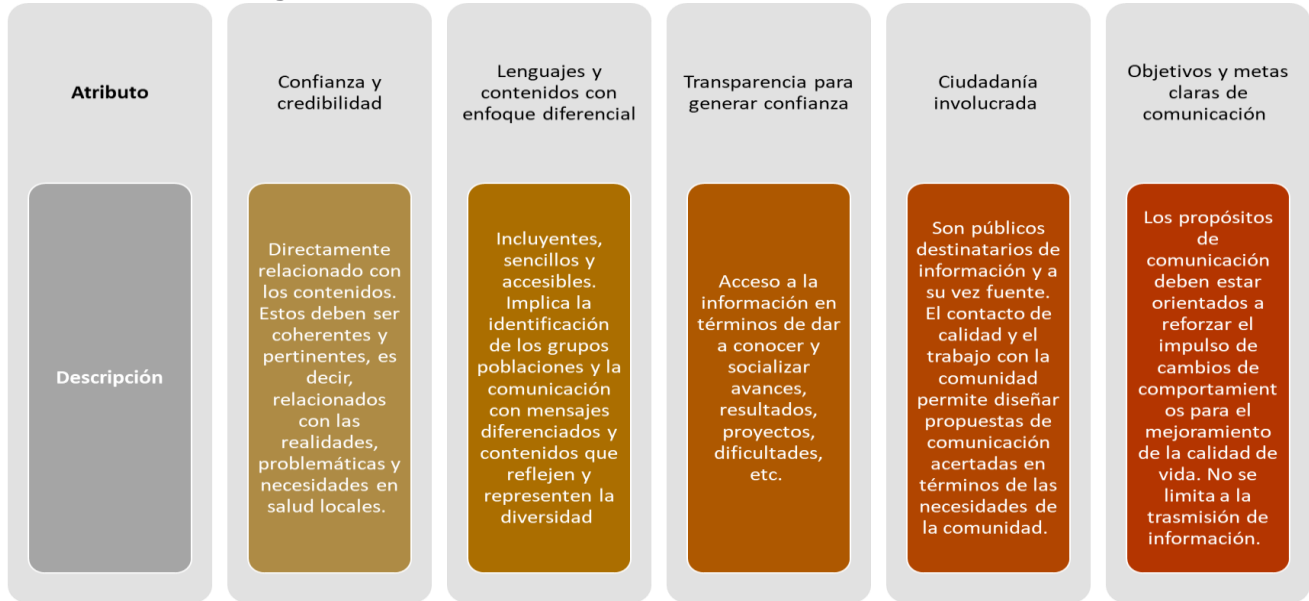 Atributo
Confianza y
credibilidad
Lenguajes y
contenidos con
enfoque diferencial
Transparencia para
generar confianza
Ciudadanía
involucrada
Objetivos y metas
claras de
comunicación
Descripción
Directamente
relacionado con
los contenidos.
Estos deben ser
coherentes y
pertinentes, es
decir,
relacionados
con las
realidades,
problemáticas y
necesidades en
salud locales.
Incluyentes,
sencillos y
accesibles.
Implica la
identificación
de los grupos
poblaciones y la
comunicación
con mensajes
diferenciados y
contenidos que
reflejen y
representen la
diversidad
Acceso a la
información en
términos de dar
a conocer y
socializar
avances,
resultados,
proyectos,
dificultades,
etc.
Son públicos
destinatarios de
información y a
su vez fuente.
El contacto de
calidad y el
trabajo con la
comunidad
permite diseñar
propuestas de
comunicación
acertadas en
términos de las
necesidades de
la comunidad.
Los propósitos
de
comunicación
deben estar
orientados a
reforzar el
impulso de
cambios de
comportamient
os para el
mejoramiento
de la calidad de
vida. No se
limita a la
trasmisión de
información.